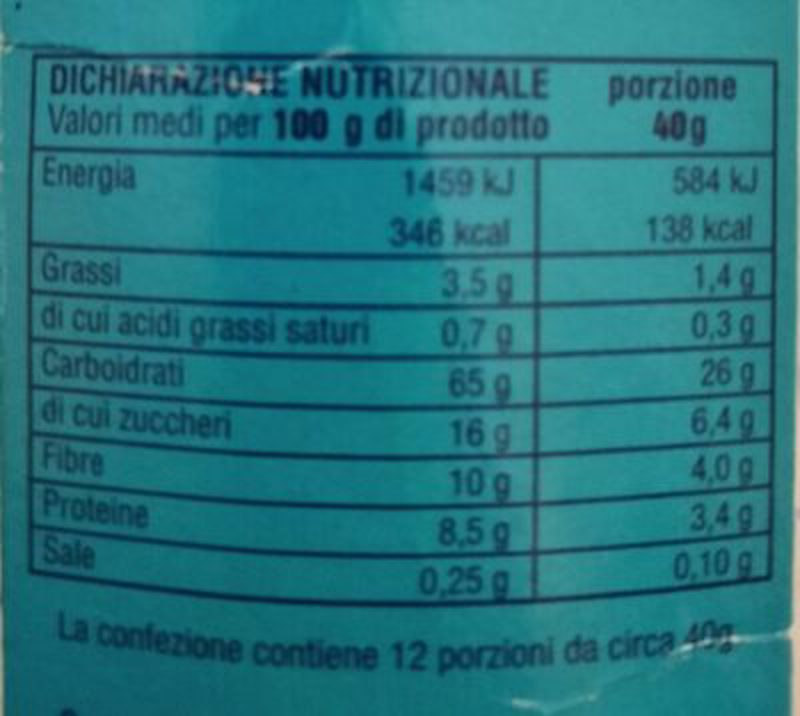 DICHIARAZIONE NUTRIZIONALE porzione
Valori medi per 100 g di prodotto 40g
Energia 1459 kJ 584 kJ
346 kcal 138 kcal
Grassi 3,5 g 1,4 g
di cui acidi grassi saturi 0,7 g 0,3 g
Carboidrati 65 g 26 g
di cui zuccheri 16 g 6,4 g
Fibre 10 g 4,0 g
Proteine 8,5 g 3,4 g
Sale 0,25 g 0,10 g
La confezione contiene 12 porzioni da circa 40g